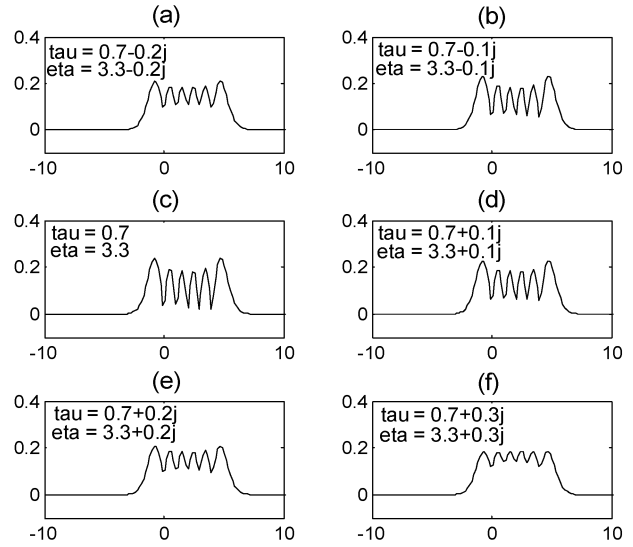 (a)
0.4
tau = 0.7-0.2j
eta = 3.3-0.2j
0.2
0
-10
0
10
(b)
0.4
tau = 0.7-0.1j
eta = 3.3-0.1j
0.2
0
-10
0
10
(c)
0.4
tau = 0.7
eta = 3.3
0.2
0
-10
0
10
(d)
0.4
tau = 0.7+0.1j
eta = 3.3+0.1j
0.2
0
-10
0
10
(e)
0.4
tau = 0.7+0.2j
eta = 3.3+0.2j
0.2
0
-10
0
10
(f)
0.4
tau = 0.7+0.3j
eta = 3.3+0.3j
0.2
0
-10
0
10